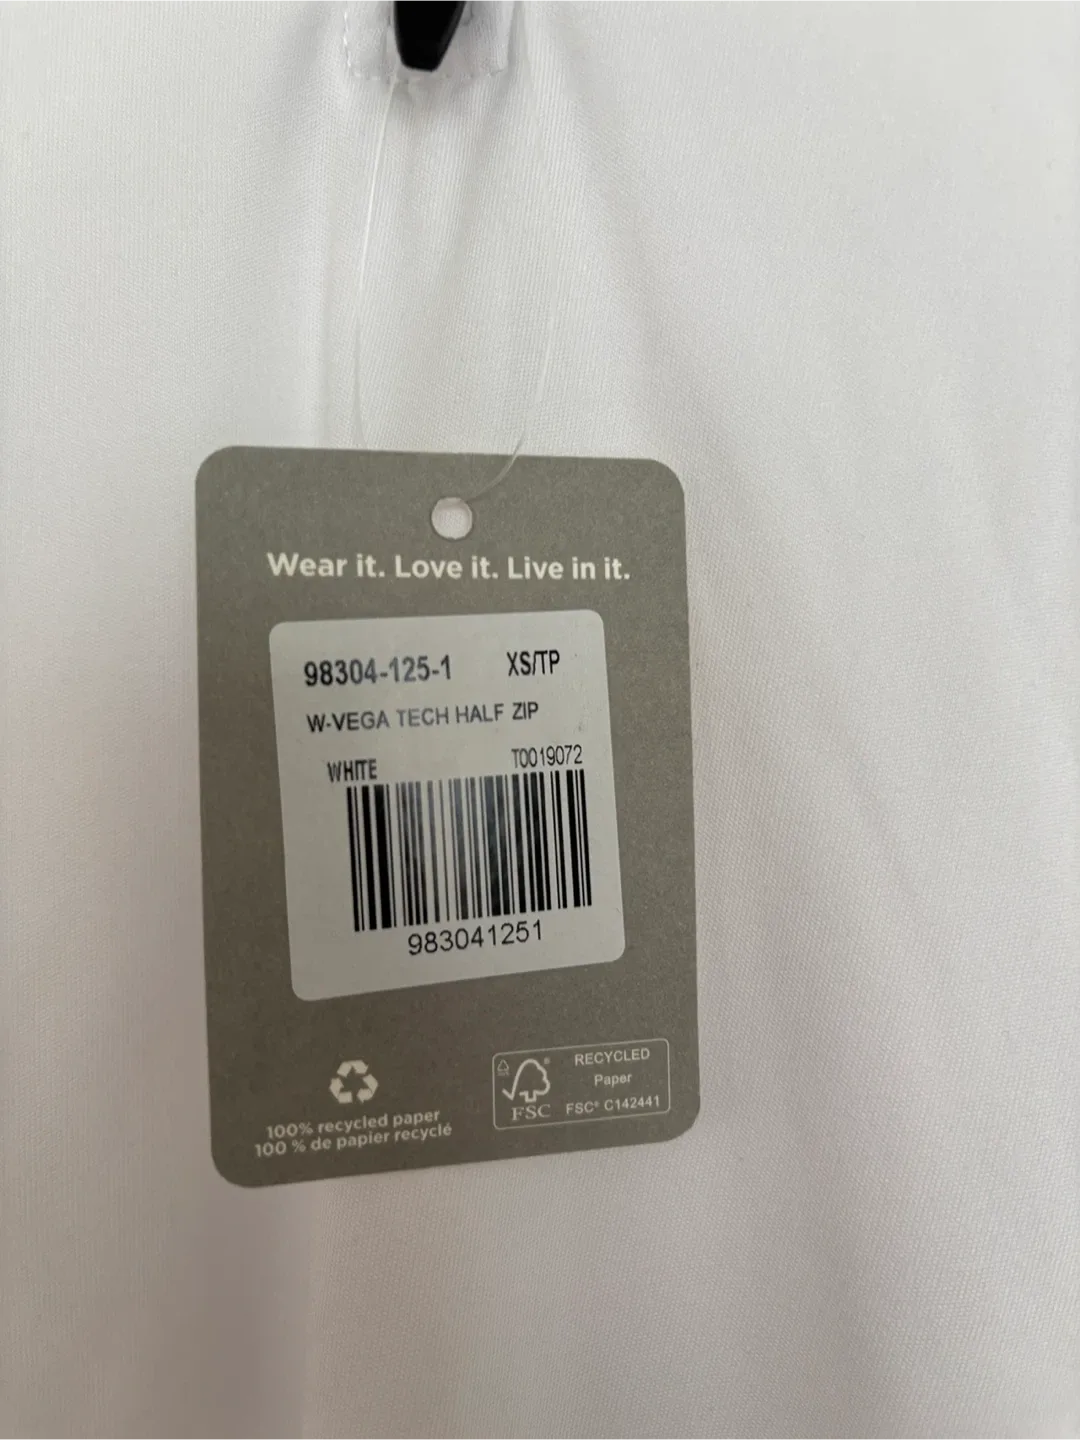 Wear it. Love it. Live in it.
98304-125-1 XS/TP
W-VEGA TECH HALF ZIP
WHITE T0019072
983041251
100% recycled paper
100 % de papier recyclé
FSC
RECYCLED
Paper
FSC® C142441